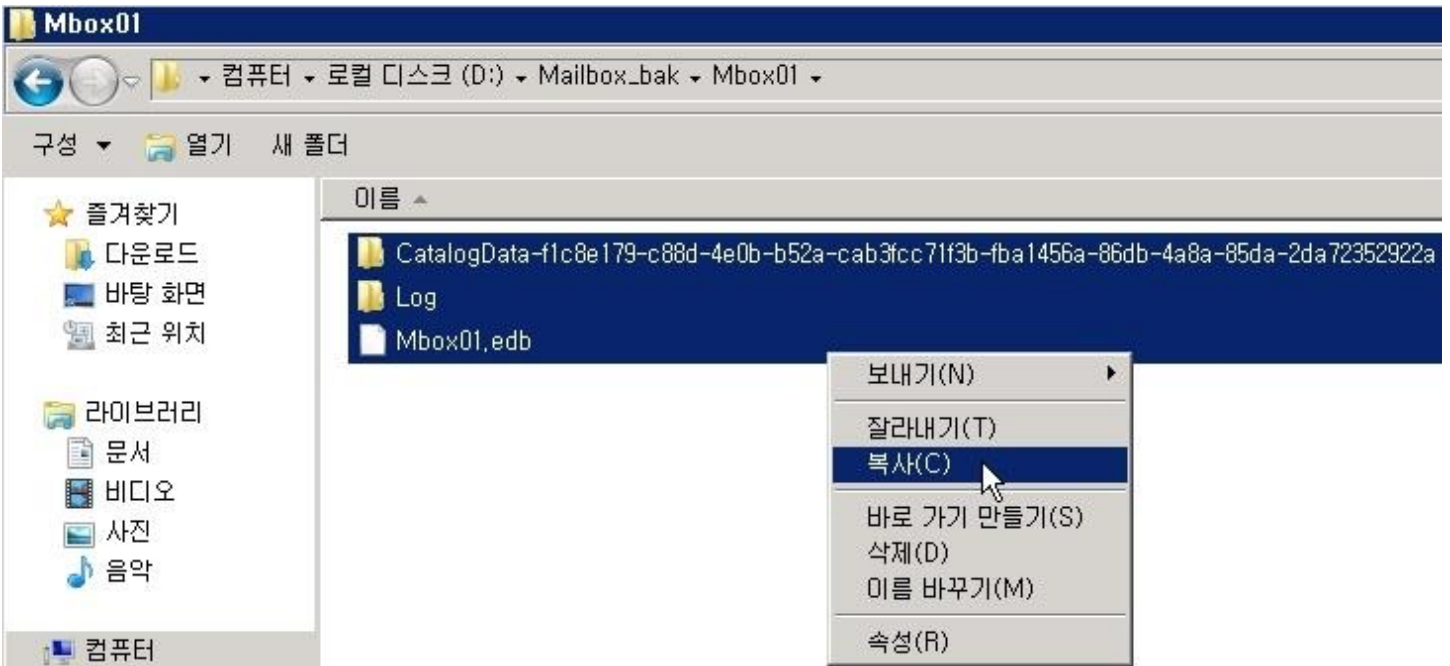 Mbox01
컴퓨터 로컬 디스크 (D:) Mailbox_bak Mbox01
구성 열기 새 폴더
즐겨찾기
다운로드
바탕 화면
최근 위치
라이브러리
문서
비디오
사진
음악
컴퓨터
이름
CatalogData-f1c8e179-c88d-4e0b-b52a-cab3fcc71f3b-fba1456a-86db-4a8a-85da-2da72352922a
Log
Mbox01.edb
보내기(N)
잘라내기(T)
복사(C)
바로 가기 만들기(S)
삭제(D)
이름 바꾸기(M)
속성(R)